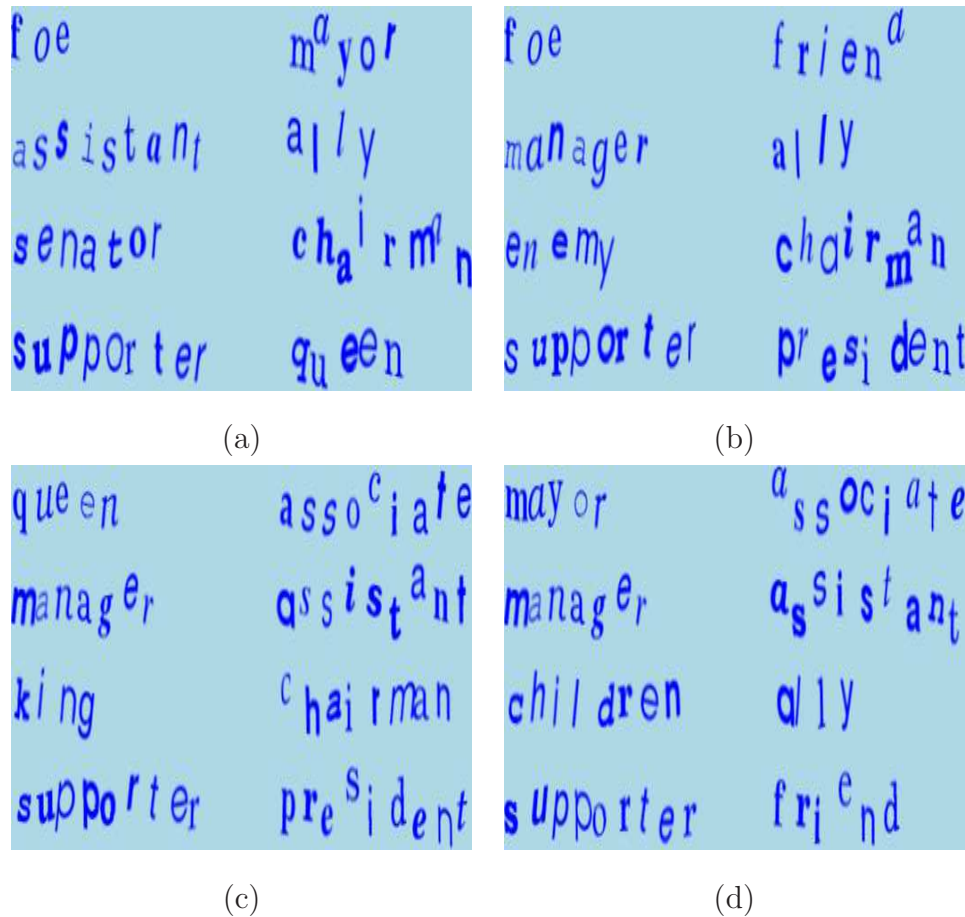 foe mayor
assistant ally
senator chairman
supporter queen
(a)
foe friend
manager ally
enemy chairman
supporter president
(b)
queen associate
manager assistant
king chairman
supporter president
(c)
mayor associate
manager assistant
children ally
supporter friend
(d)